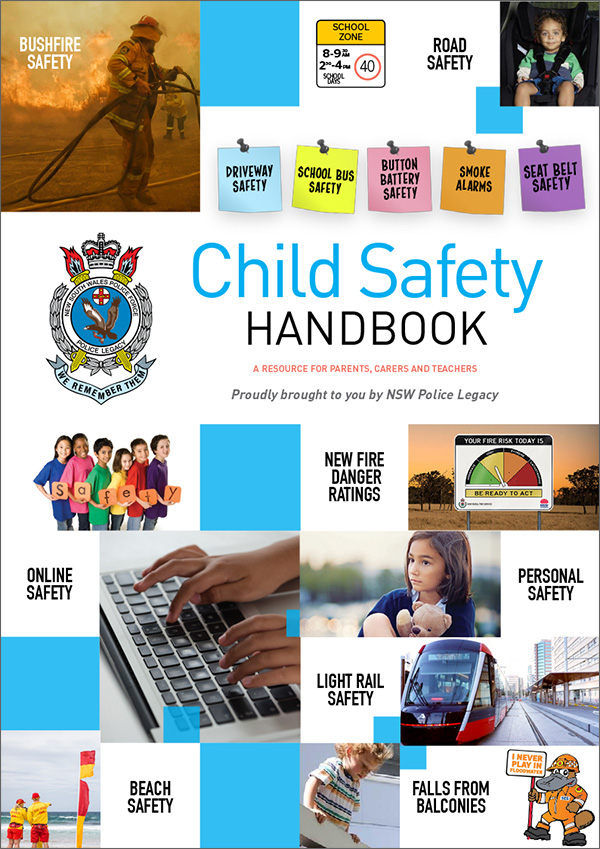 BUSHFIRE
SAFETY
SCHOOL
ZONE
8-9 30 AM
2 30-4 PM
SCHOOL
DAYS
40
ROAD
SAFETY
DRIVEWAY
SAFETY
SCHOOL BUS
SAFETY
BUTTON
BATTERY
SAFETY
SMOKE
ALARMS
SEAT BELT
SAFETY
NEW SOUTH WALES POLICE FORCE
POLICE LEGACY
WE REMEMBER THEM
Child Safety
HANDBOOK
A RESOURCE FOR PARENTS, CARERS AND TEACHERS
Proudly brought to you by NSW Police Legacy
Safety
NEW FIRE
DANGER
RATINGS
YOUR FIRE RISK TODAY IS
BE READY TO ACT
ONLINE
SAFETY
PERSONAL
SAFETY
LIGHT RAIL
SAFETY
BEACH
SAFETY
FALLS FROM
BALCONIES
I NEVER
PLAY IN
FLOODWATER